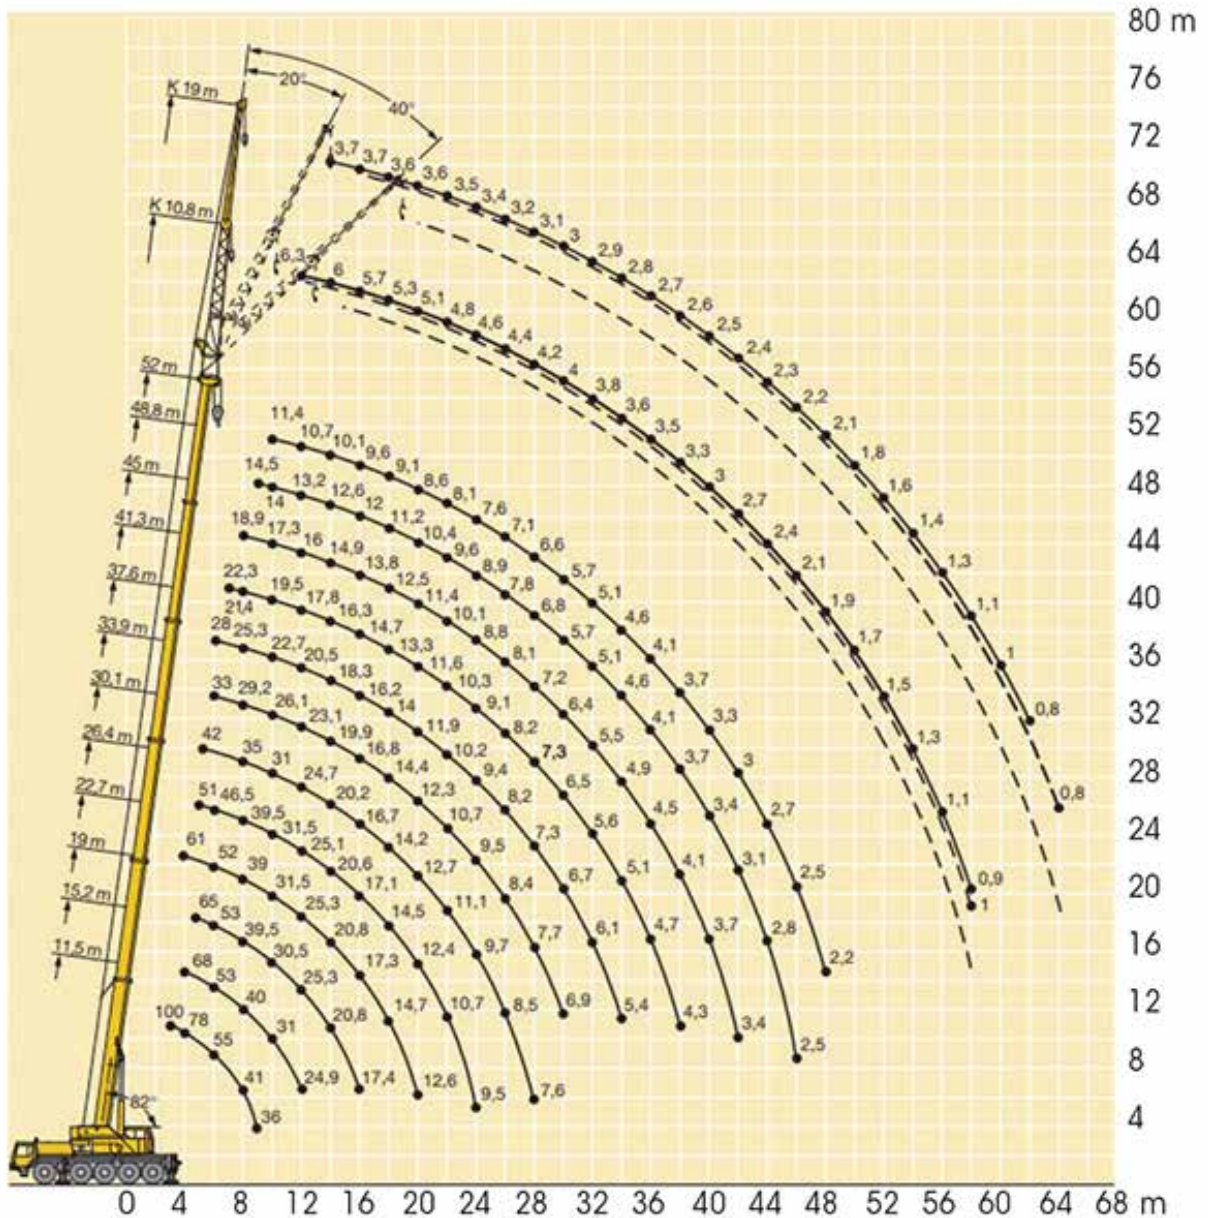 80 m
76
72
68
64
60
56
52
48
44
40
36
32
28
24
20
16
12
8
4
20°
40°
K 19 m
K 10,8 m
52 m
48,8 m
45 m
41,3 m
37,6 m
33,9 m
30,1 m
26,4 m
22,7 m
19 m
15,2 m
11,5 m
82°
3,7 3,7 3,6 3,6 3,5 3,4 3,2 3,1 3 2,9 2,8 2,7 2,6 2,5 2,4 2,3 2,2 2,1 1,8 1,6 1,4 1,3 1,1 1 0,8 0,8
6,3 6 5,7 5,3 5,1 4,8 4,6 4,4 4,2 4 3,8 3,6 3,5 3,3 3 2,7 2,4 2,1 1,9 1,7 1,5 1,3 1,1 0,9 1
11,4 10,7 10,1 9,6 9,1 8,6 8,1 7,6 7,1 6,6 5,7 5,1 4,6 4,1 3,7 3,3 3 2,7 2,5 2,2
14,5 14 13,2 12,6 12 11,2 10,4 9,6 8,9 7,8 6,8 5,7 5,1 4,6 4,1 3,7 3,4 3,1 2,8 2,5
18,9 17,3 16 14,9 13,8 12,5 11,4 10,1 8,8 8,1 7,2 6,4 5,5 4,9 4,5 4,1 3,7 3,4
22,3 21,4 19,5 17,8 16,3 14,7 13,3 11,6 10,3 9,1 8,2 7,3 6,5 5,6 5,1 4,7 4,3
28 25,3 22,7 20,5 18,3 16,2 14 11,9 10,2 9,4 8,2 7,3 6,7 6,1 5,4
33 29,2 26,1 23,1 19,9 16,8 14,4 12,3 10,7 9,5 8,4 7,7 6,9
42 35 31 24,7 20,2 16,7 14,2 12,7 11,1 9,7 8,5 7,6
51 46,5 39,5 31,5 25,1 20,6 17,1 14,5 12,4 10,7 9,5
61 52 39 31,5 25,3 20,8 17,3 14,7 12,6
65 53 39,5 30,5 25,3 20,8 17,4
68 53 40 31 24,9
100 78 55 41 36
0 4 8 12 16 20 24 28 32 36 40 44 48 52 56 60 64 68 m